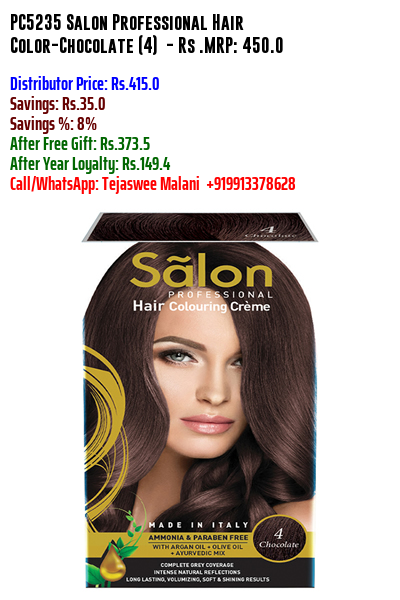 PC5235 Salon Professional Hair
Color-Chocolate (4) - Rs .MRP: 450.0
Distributor Price: Rs.415.0
Savings: Rs.35.0
Savings %: 8%
After Free Gift: Rs.373.5
After Year Loyalty: Rs.149.4
Call/WhatsApp: Tejaswee Malani +919913378628
4
Chocolate
Sãlon
PROFESSIONAL
Hair Colouring Crème
MADE IN ITALY
AMMONIA & PARABEN FREE
WITH ARGAN OIL • OLIVE OIL
• AYURVEDIC MIX
4
Chocolate
COMPLETE GREY COVERAGE
INTENSE NATURAL REFLECTIONS
LONG LASTING, VOLUMIZING, SOFT & SHINING RESULTS